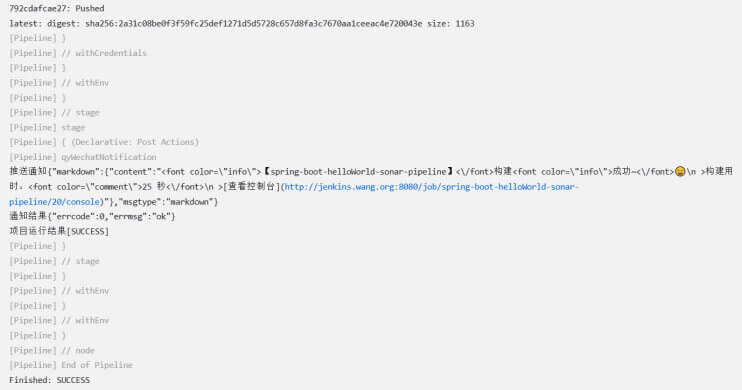 792cdafcae27: Pushed
latest: digest: sha256:2a31c08be0f3f59fc25def1271d5d5728c657d8fa3c7670aa1ceeac4e720043e size: 1163
[Pipeline] }
[Pipeline] // withCredentials
[Pipeline] }
[Pipeline] // withEnv
[Pipeline] }
[Pipeline] // stage
[Pipeline] stage
[Pipeline] { (Declarative: Post Actions)
[Pipeline] qyWechatNotification
推送通知{"markdown":{"content":"<font color=\"info\">【spring-boot-helloWorld-sonar-pipeline】<\/font>构建<font color=\"info\">成功~<\/font>😊\n >构建用
时：<font color=\"comment\">25 秒<\/font>\n >[查看控制台](http://jenkins.wang.org:8080/job/spring-boot-helloWorld-sonar-
pipeline/20/console)"},"msgtype":"markdown"}
通知结果{"errcode":0,"errmsg":"ok"}
项目运行结果[SUCCESS]
[Pipeline] }
[Pipeline] // stage
[Pipeline] }
[Pipeline] // withEnv
[Pipeline] }
[Pipeline] // withEnv
[Pipeline] }
[Pipeline] // node
[Pipeline] End of Pipeline
Finished: SUCCESS